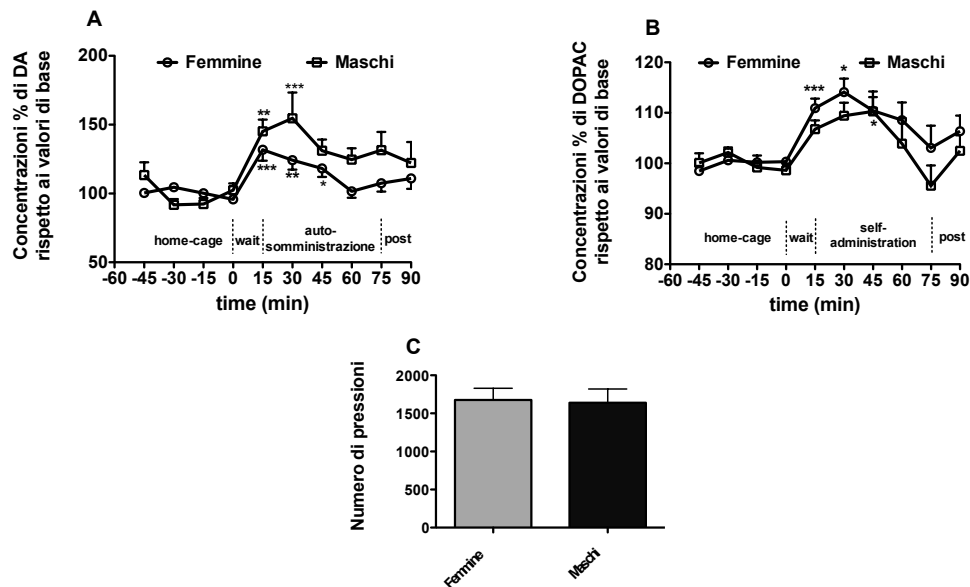 A
Concentrazioni % di DA
rispetto ai valori di base
Femmine
Maschi
200
150
100
50
**
***
***
**
*
home-cage
wait
auto-
somministrazione
post
-60 -45 -30 -15 0 15 30 45 60 75 90
time (min)
B
Concentrazioni % di DOPAC
rispetto ai valori di base
Femmine
Maschi
120
110
100
90
80
***
*
*
home-cage
wait
self-
administration
post
-60 -45 -30 -15 0 15 30 45 60 75 90
time (min)
C
Numero di pressioni
2000
1500
1000
500
0
Femmine
Maschi